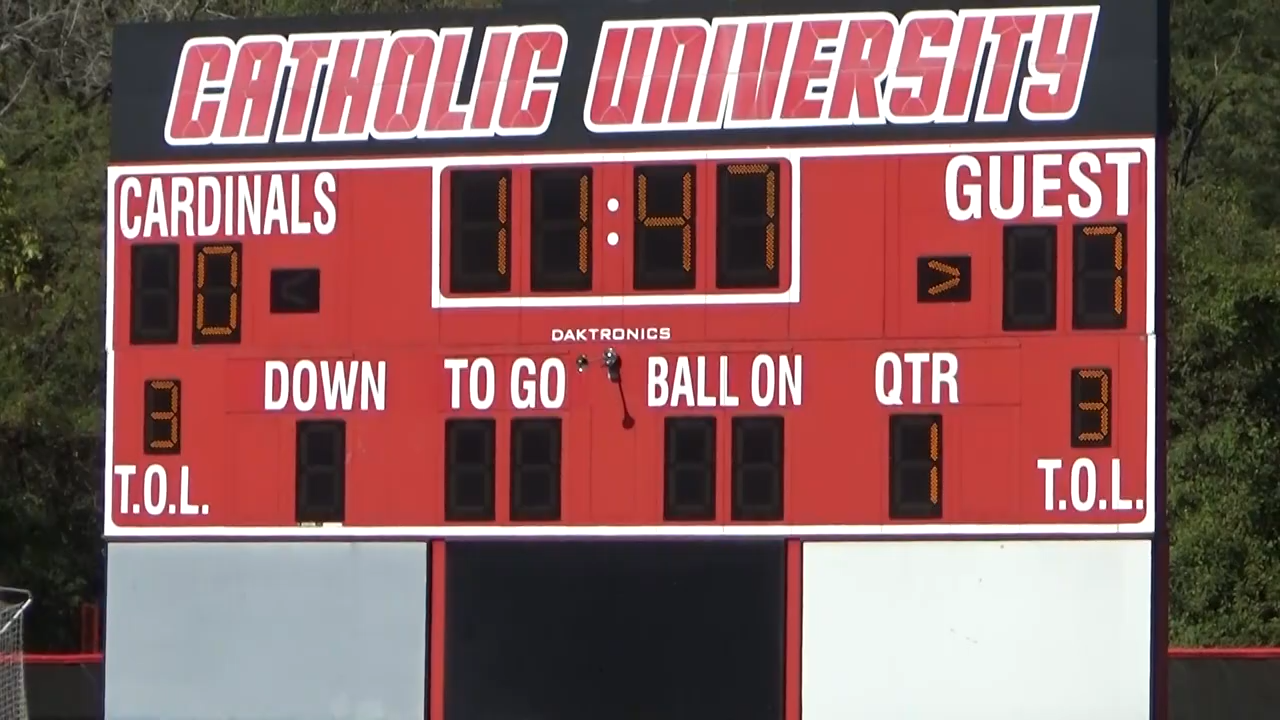 CATHOLIC UNIVERSITY
CARDINALS 11:47 GUEST
0 > 7
DAKTRONICS
DOWN TO GO BALL ON QTR
3 1 3
T.O.L. T.O.L.